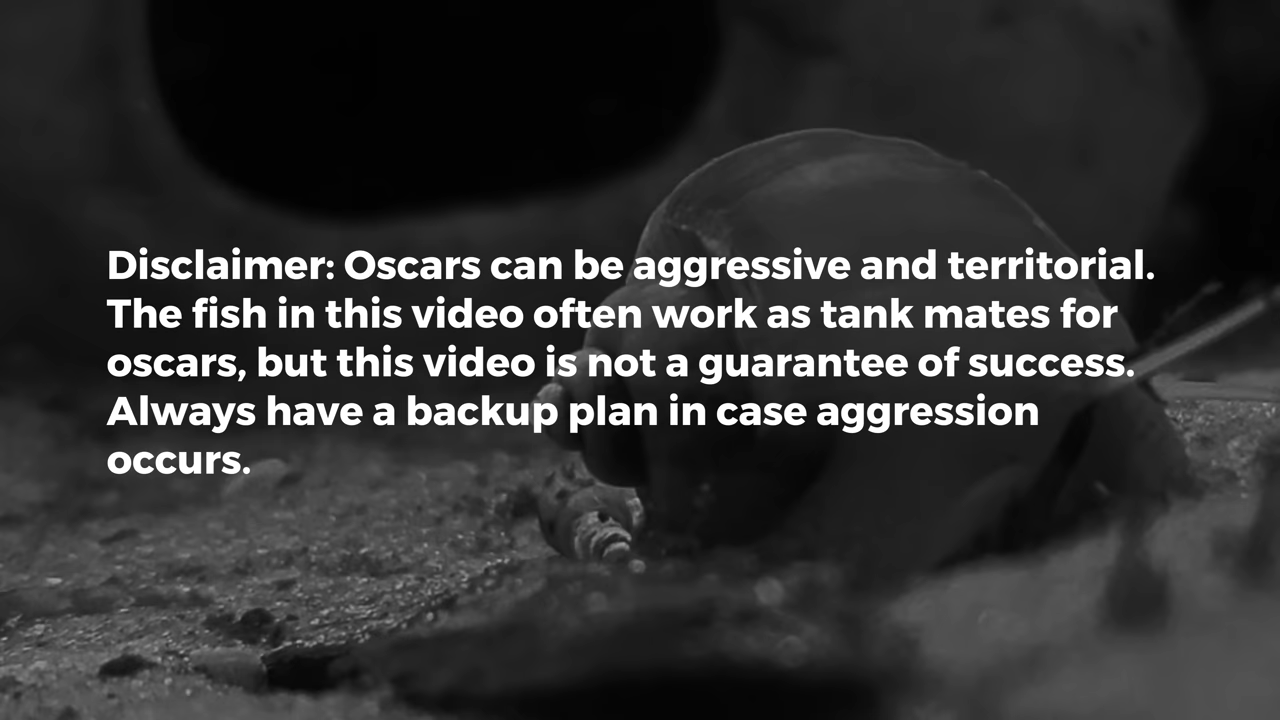 Disclaimer: Oscars can be aggressive and territorial.
The fish in this video often work as tank mates for
oscars, but this video is not a guarantee of success.
Always have a backup plan in case aggression
occurs.